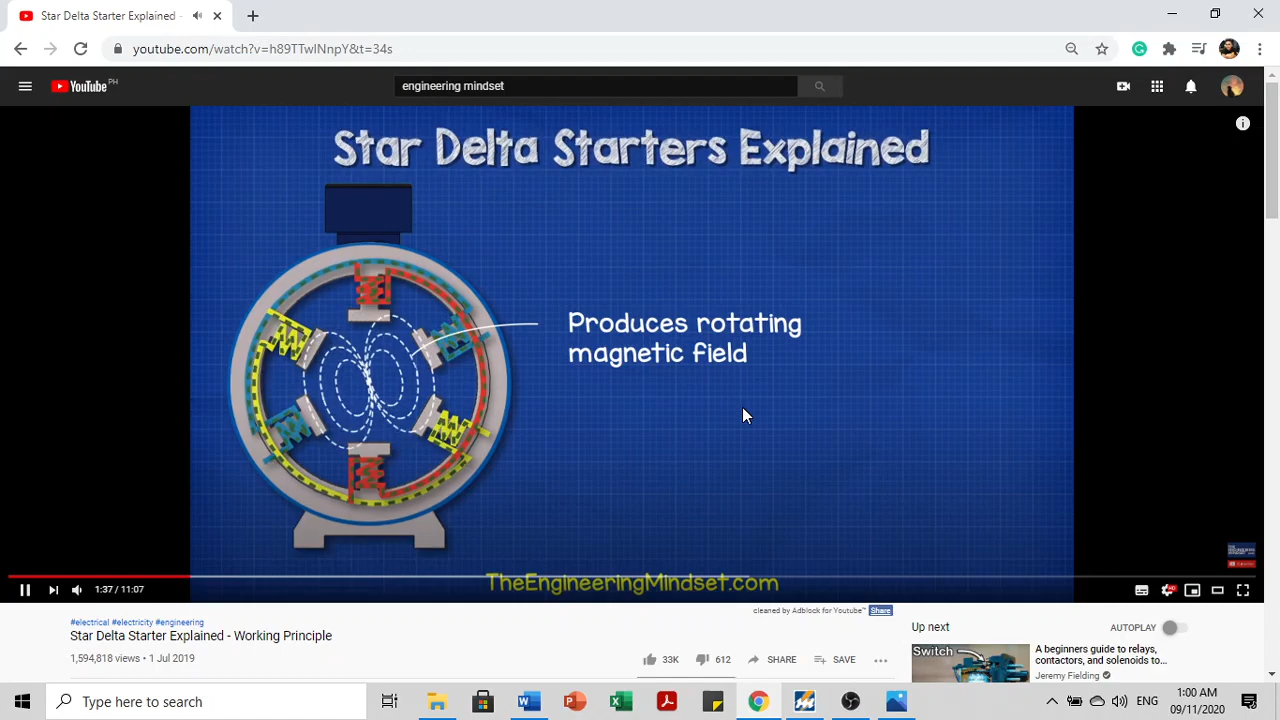 Star Delta Starter Explained -
youtube.com/watch?v=h89TTwlNnpY&t=34s
YouTube PH
engineering mindset
Star Delta Starters Explained
Produces rotating
magnetic field
TheEngineeringMindset.com
1:37 / 11:07
cleaned by Adblock for Youtube™ Share
#electrical #electricity #engineering
Star Delta Starter Explained - Working Principle
1,594,818 views • 1 Jul 2019
33K 612 SHARE SAVE
Up next
AUTOPLAY
Switch
A beginners guide to relays,
contactors, and solenoids to...
Jeremy Fielding
Type here to search
ENG
1:00 AM
09/11/2020